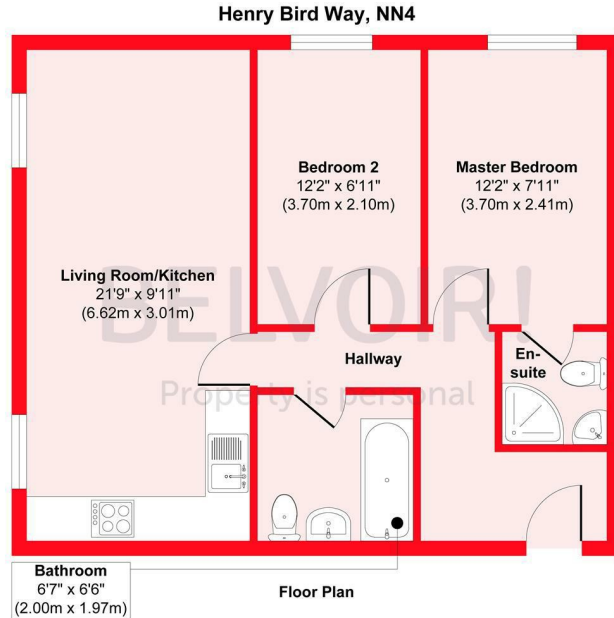 Henry Bird Way, NN4
Bedroom 2
12'2" x 6'11"
(3.70m x 2.10m)
Master Bedroom
12'2" x 7'11"
(3.70m x 2.41m)
Living Room/Kitchen
21'9" x 9'11"
(6.62m x 3.01m)
BELVOIR!
Property is personal
Hallway
En-
suite
Bathroom
6'7" x 6'6"
(2.00m x 1.97m)
Floor Plan